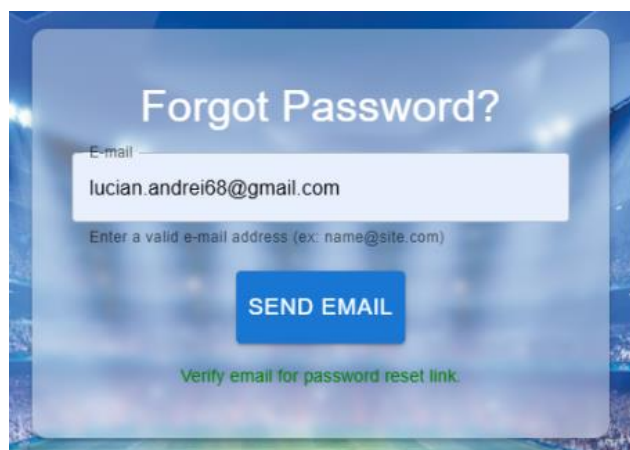 Forgot Password?
E-mail
lucian.andrei68@gmail.com
Enter a valid e-mail address (ex: name@site.com)
SEND EMAIL
Verify email for password reset link.